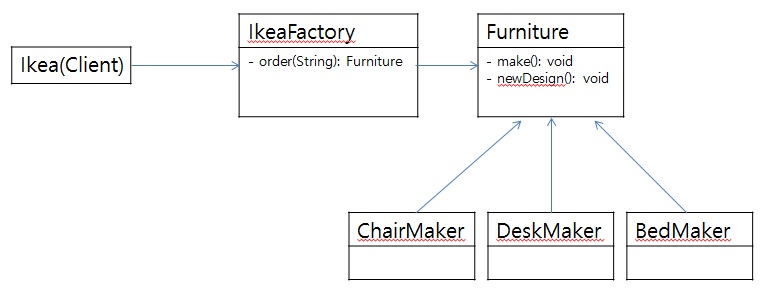 Ikea(Client)
IkeaFactory
- order(String): Furniture
Furniture
- make(): void
- newDesign(): void
ChairMaker
DeskMaker
BedMaker